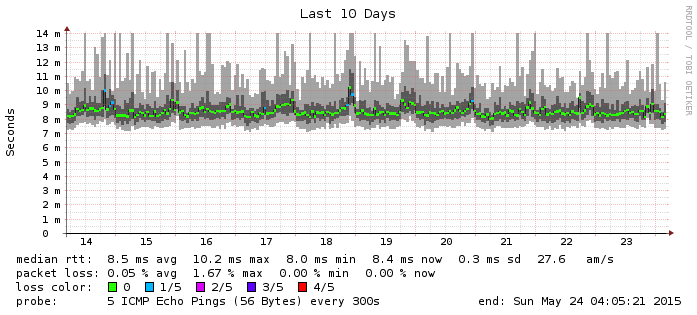 Last 10 Days
RRDTOOL / TOBI OETIKER
Seconds
14 m
13 m
12 m
11 m
10 m
9 m
8 m
7 m
6 m
5 m
4 m
3 m
2 m
1 m
0
14 15 16 17 18 19 20 21 22 23
median rtt: 8.5 ms avg 10.2 ms max 8.0 ms min 8.4 ms now 0.3 ms sd 27.6 am/s
packet loss: 0.05 % avg 1.67 % max 0.00 % min 0.00 % now
loss color: 0 1/5 2/5 3/5 4/5
probe: 5 ICMP Echo Pings (56 Bytes) every 300s end: Sun May 24 04:05:21 2015